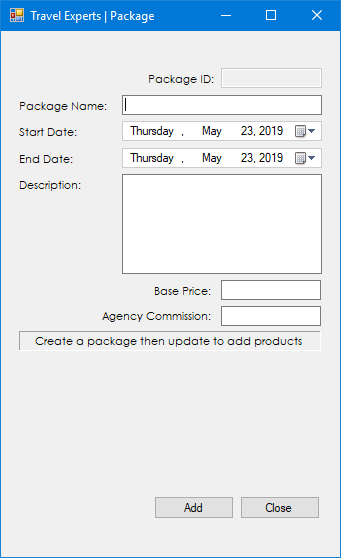 Travel Experts | Package
Package ID:
Package Name:
Start Date: Thursday , May 23, 2019
End Date: Thursday , May 23, 2019
Description:
Base Price:
Agency Commission:
Create a package then update to add products
Add Close